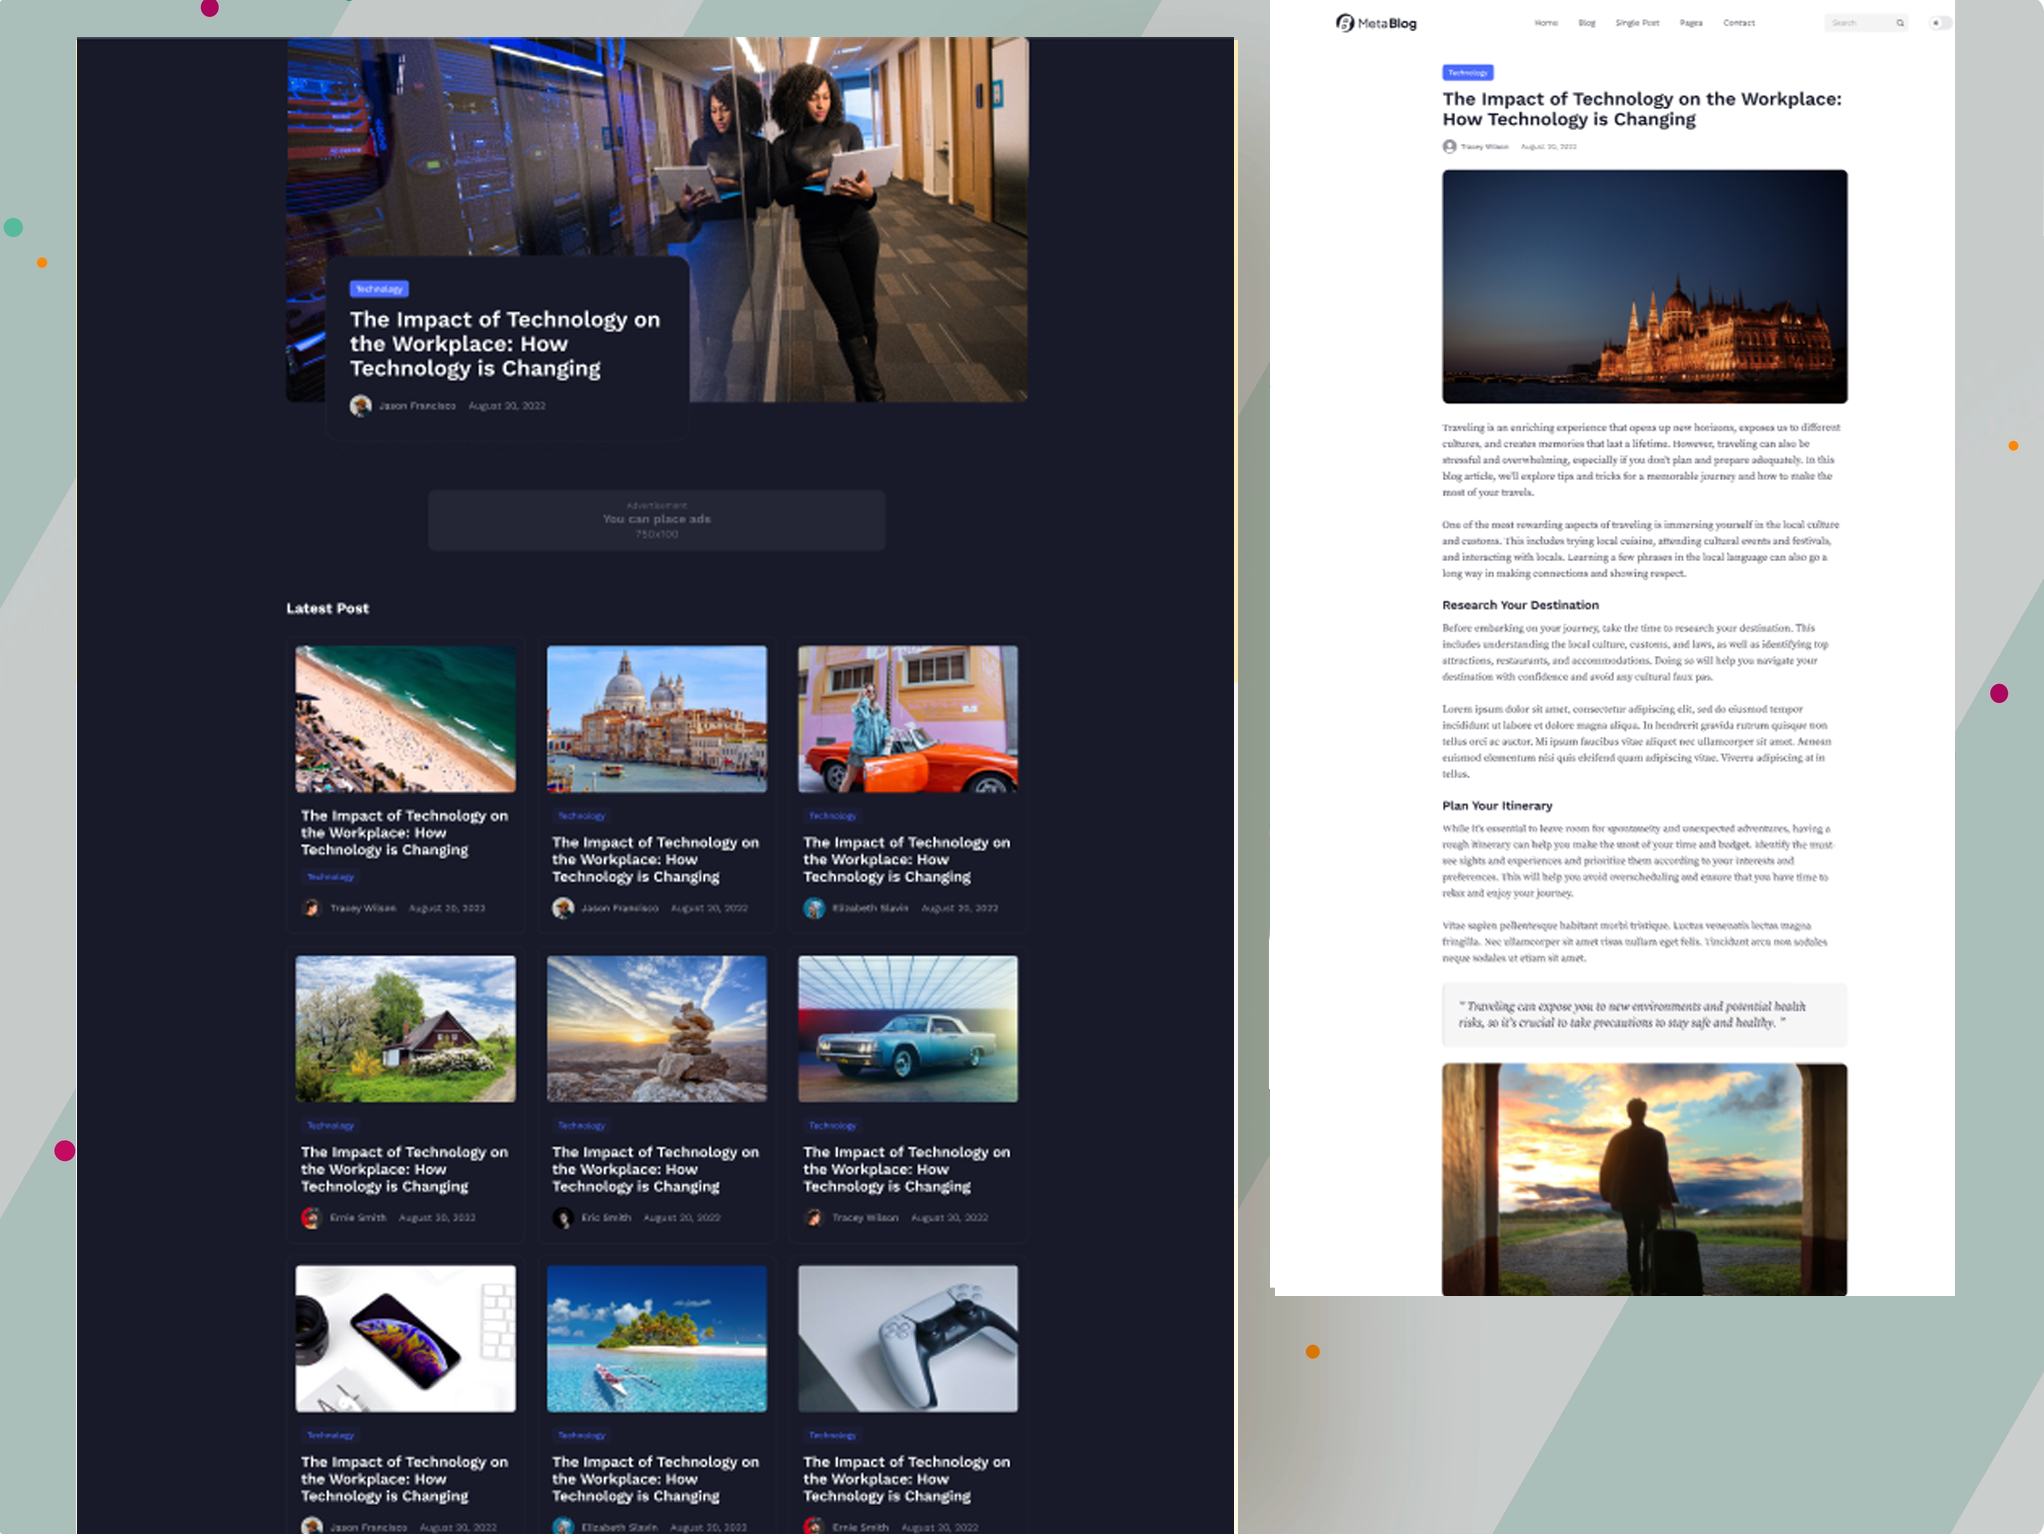 Technology
The Impact of Technology on
the Workplace: How
Technology is Changing
Jason Francisco August 20, 2022
Advertisement
You can place ads
750x100
Latest Post
The Impact of Technology on
the Workplace: How
Technology is Changing
Technology
Tracey Wilson August 20, 2022
Technology
The Impact of Technology on
the Workplace: How
Technology is Changing
Jason Francisco August 20, 2022
Technology
The Impact of Technology on
the Workplace: How
Technology is Changing
Elizabeth Slavin August 20, 2022
Technology
The Impact of Technology on
the Workplace: How
Technology is Changing
Ernie Smith August 20, 2022
Technology
The Impact of Technology on
the Workplace: How
Technology is Changing
Eric Smith August 20, 2022
Technology
The Impact of Technology on
the Workplace: How
Technology is Changing
Tracey Wilson August 20, 2022
Technology
The Impact of Technology on
the Workplace: How
Technology is Changing
Jason Francisco August 20, 2022
Technology
The Impact of Technology on
the Workplace: How
Technology is Changing
Elizabeth Slavin August 20, 2022
Technology
The Impact of Technology on
the Workplace: How
Technology is Changing
Ernie Smith August 20, 2022
MetaBlog
Home Blog Single Post Pages Contact
Search
Technology
The Impact of Technology on the Workplace:
How Technology is Changing
Tracey Wilson August 20, 2022
Traveling is an enriching experience that opens up new horizons, exposes us to different
cultures, and creates memories that last a lifetime. However, traveling can also be
stressful and overwhelming, especially if you don't plan and prepare adequately. In this
blog article, we'll explore tips and tricks for a memorable journey and how to make the
most of your travels.
One of the most rewarding aspects of traveling is immersing yourself in the local culture
and customs. This includes trying local cuisine, attending cultural events and festivals,
and interacting with locals. Learning a few phrases in the local language can also go a
long way in making connections and showing respect.
Research Your Destination
Before embarking on your journey, take the time to research your destination. This
includes understanding the local culture, customs, and laws, as well as identifying top
attractions, restaurants, and accommodations. Doing so will help you navigate your
destination with confidence and avoid any cultural faux pas.
Lorem ipsum dolor sit amet, consectetur adipiscing elit, sed do eiusmod tempor
incididunt ut labore et dolore magna aliqua. In hendrerit gravida rutrum quisque non
tellus orci ac auctor. Mi ipsum faucibus vitae aliquet nec ullamcorper sit amet. Aenean
euismod elementum nisi quis eleifend quam adipiscing vitae. Viverra adipiscing at in
tellus.
Plan Your Itinerary
While it's essential to leave room for spontaneity and unexpected adventures, having a
rough itinerary can help you make the most of your time and budget. Identify the must-
see sights and experiences and prioritize them according to your interests and
preferences. This will help you avoid overscheduling and ensure that you have time to
relax and enjoy your journey.
Vitae sapien pellentesque habitant morbi tristique. Luctus venenatis lectus magna
fringilla. Nec ullamcorper sit amet risus nullam eget felis. Tincidunt arcu non sodales
neque sodales ut etiam sit amet.
" Traveling can expose you to new environments and potential health
risks, so it's crucial to take precautions to stay safe and healthy. "